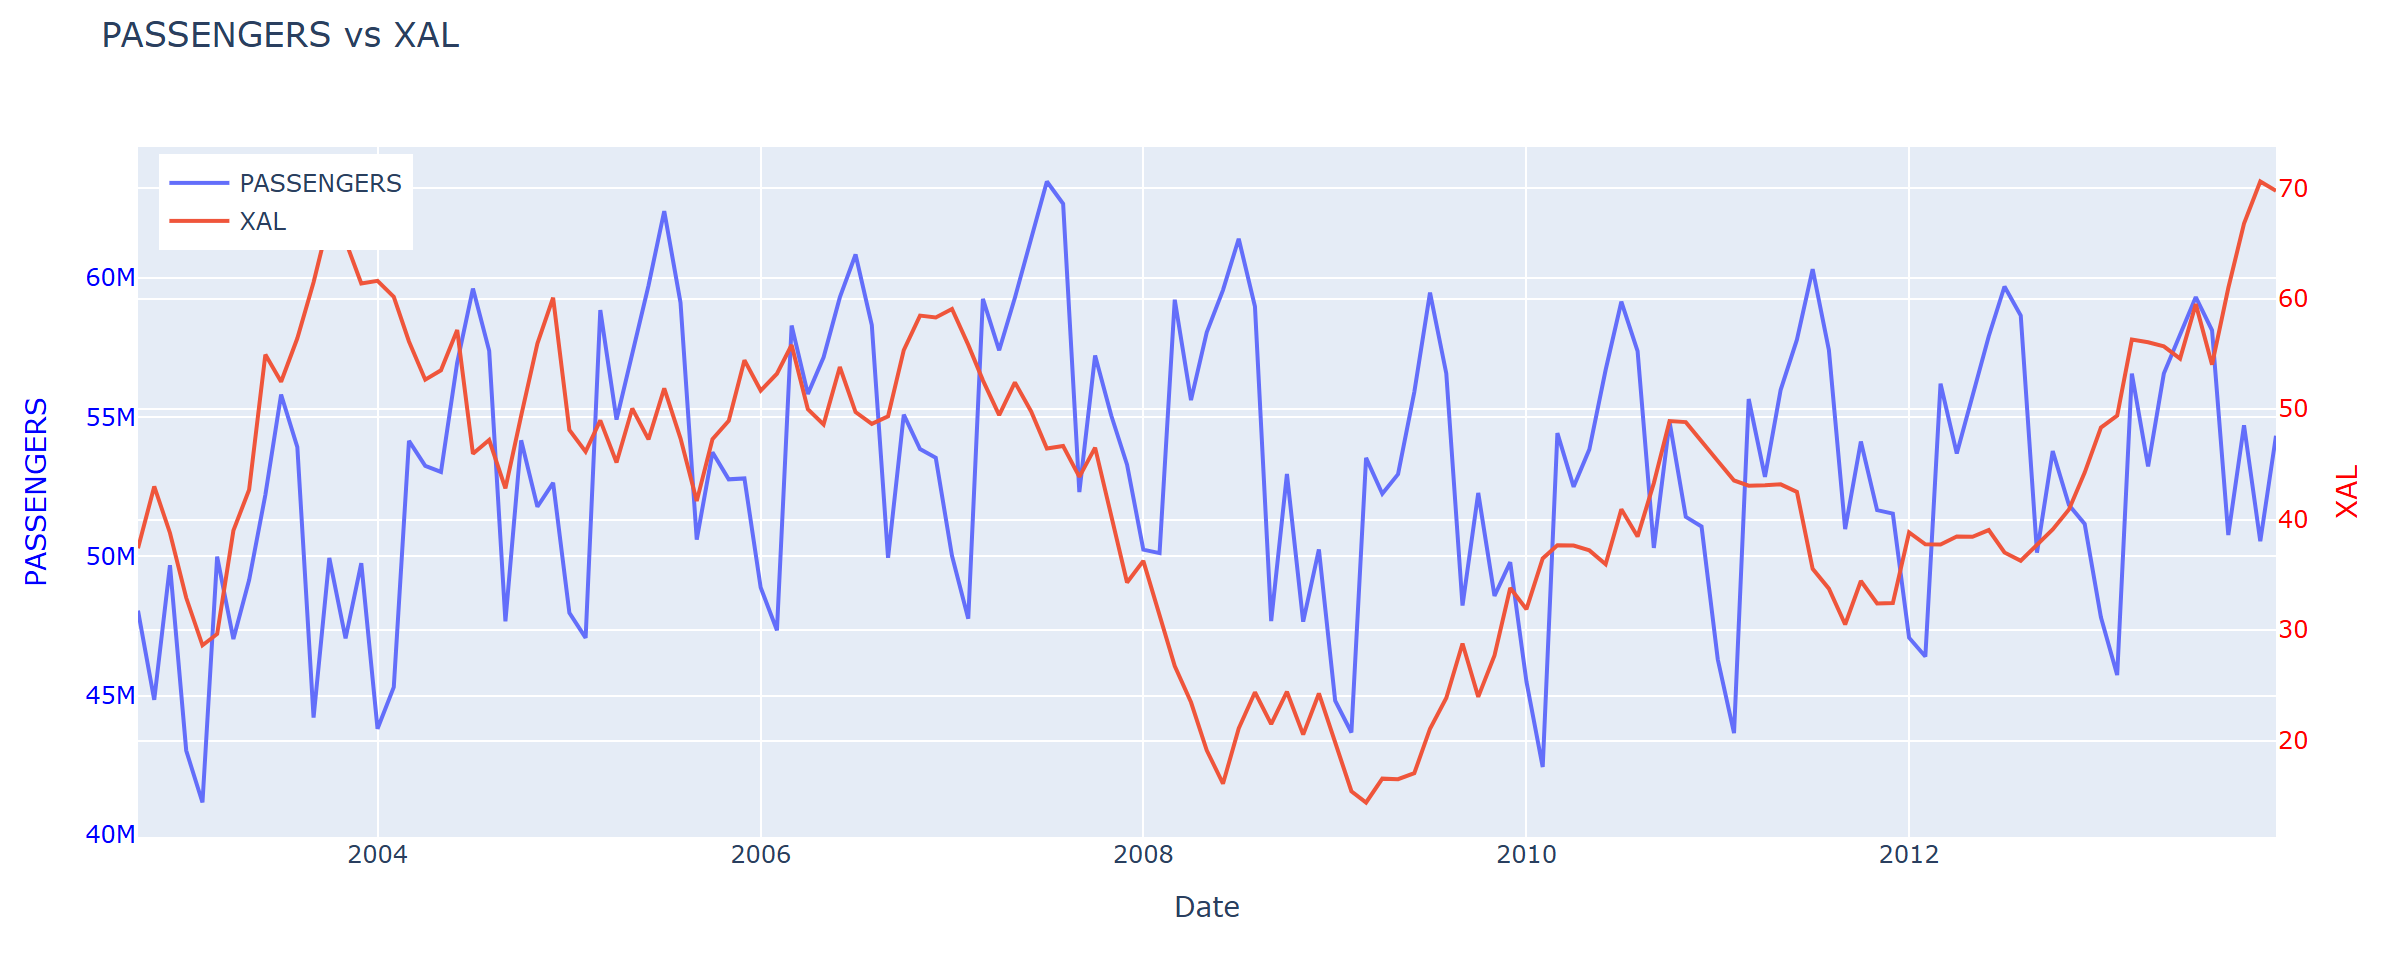 PASSENGERS vs XAL
PASSENGERS
XAL
60M
55M
50M
45M
40M
PASSENGERS
70
60
50
40
30
20
XAL
2004
2006
2008
2010
2012
Date